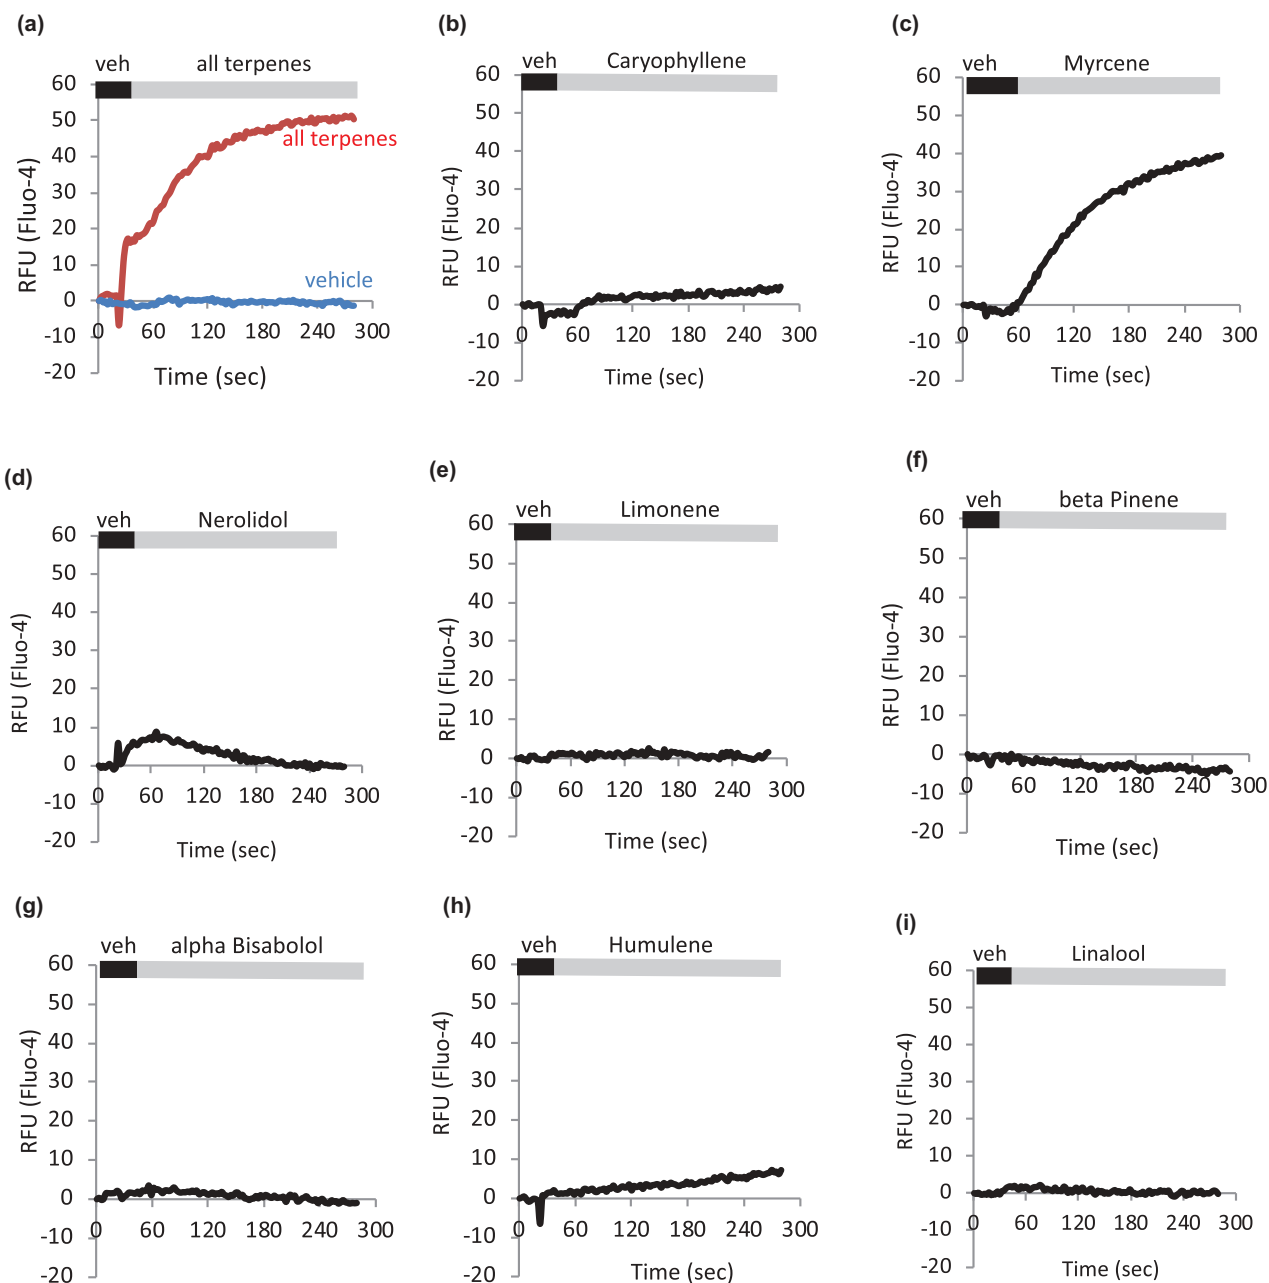 (a)
veh all terpenes
60
50
40
30
20
10
0
-10
-20
RFU (Fluo-4)
all terpenes
vehicle
0 60 120 180 240 300
Time (sec)
(b)
veh Caryophyllene
60
50
40
30
20
10
0
-10
-20
RFU (Fluo-4)
0 60 120 180 240 300
Time (sec)
(c)
veh Myrcene
60
50
40
30
20
10
0
-10
-20
RFU (Fluo-4)
0 60 120 180 240 300
Time (sec)
(d)
veh Nerolidol
60
50
40
30
20
10
0
-10
-20
RFU (Fluo-4)
0 60 120 180 240 300
Time (sec)
(e)
veh Limonene
60
50
40
30
20
10
0
-10
-20
RFU (Fluo-4)
0 60 120 180 240 300
Time (sec)
(f)
veh beta Pinene
60
50
40
30
20
10
0
-10
-20
RFU (Fluo-4)
0 60 120 180 240 300
Time (sec)
(g)
veh alpha Bisabolol
60
50
40
30
20
10
0
-10
-20
RFU (Fluo-4)
0 60 120 180 240 300
Time (sec)
(h)
veh Humulene
60
50
40
30
20
10
0
-10
-20
RFU (Fluo-4)
0 60 120 180 240 300
Time (sec)
(i)
veh Linalool
60
50
40
30
20
10
0
-10
-20
RFU (Fluo-4)
0 60 120 180 240 300
Time (sec)